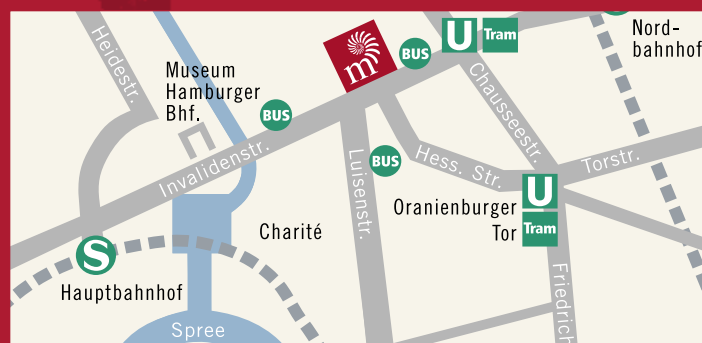 Heidestr.
Museum
Hamburger
Bhf.
BUS
Invalidenstr.
m
BUS
U Tram
Nord-
bahnhof
Chausseestr.
Luisenstr.
BUS
Hess. Str.
Torstr.
U
Oranienburger
Tor Tram
Charité
S
Hauptbahnhof
Spree
Friedrich